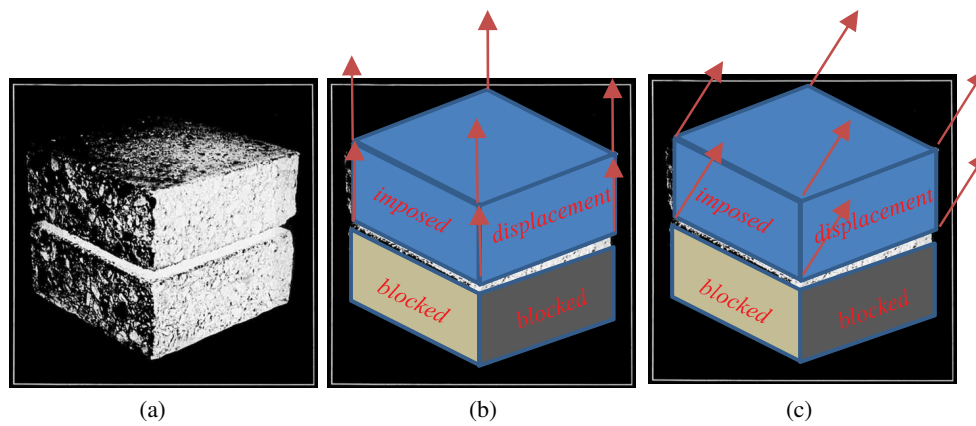 imposed
displacement
blocked
blocked
imposed
displacement
blocked
blocked
(a)
(b)
(c)